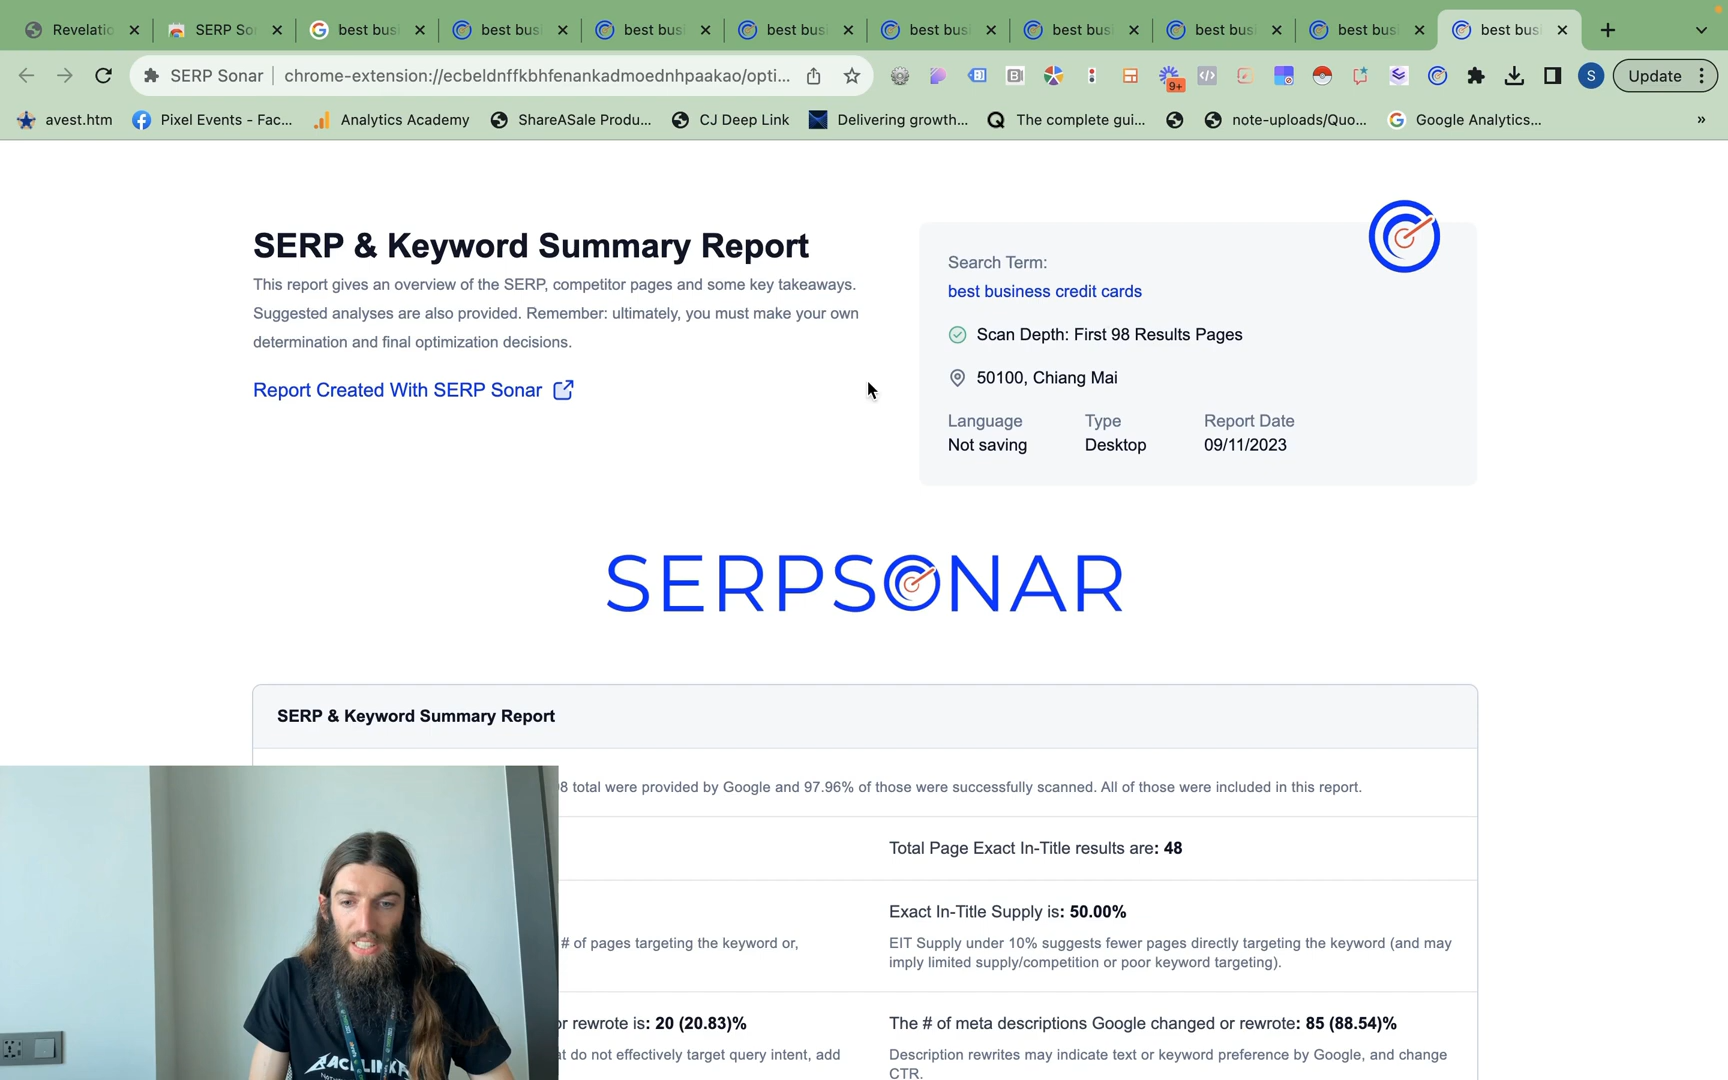 Revelatio
SERP So
best bus
best bus
best bus
best bus
best bus
best bus
best bus
best bus
best bus
SERP Sonar
chrome-extension://ecbeldnffkbhfenankadmoednhpaakao/opti...
9+
S
Update
avest.htm
Pixel Events - Fac...
Analytics Academy
ShareASale Produ...
CJ Deep Link
Delivering growth...
The complete gui...
note-uploads/Quo...
Google Analytics...
»
SERP & Keyword Summary Report
This report gives an overview of the SERP, competitor pages and some key takeaways.
Suggested analyses are also provided. Remember: ultimately, you must make your own
determination and final optimization decisions.
Report Created With SERP Sonar
Search Term:
best business credit cards
Scan Depth: First 98 Results Pages
50100, Chiang Mai
Language Type Report Date
Not saving Desktop 09/11/2023
SERPSONAR
SERP & Keyword Summary Report
8 total were provided by Google and 97.96% of those were successfully scanned. All of those were included in this report.
Total Page Exact In-Title results are: 48
Exact In-Title Supply is: 50.00%
# of pages targeting the keyword or,
EIT Supply under 10% suggests fewer pages directly targeting the keyword (and may
imply limited supply/competition or poor keyword targeting).
or rewrote is: 20 (20.83)%
The # of meta descriptions Google changed or rewrote: 85 (88.54)%
at do not effectively target query intent, add
Description rewrites may indicate text or keyword preference by Google, and change
CTR.